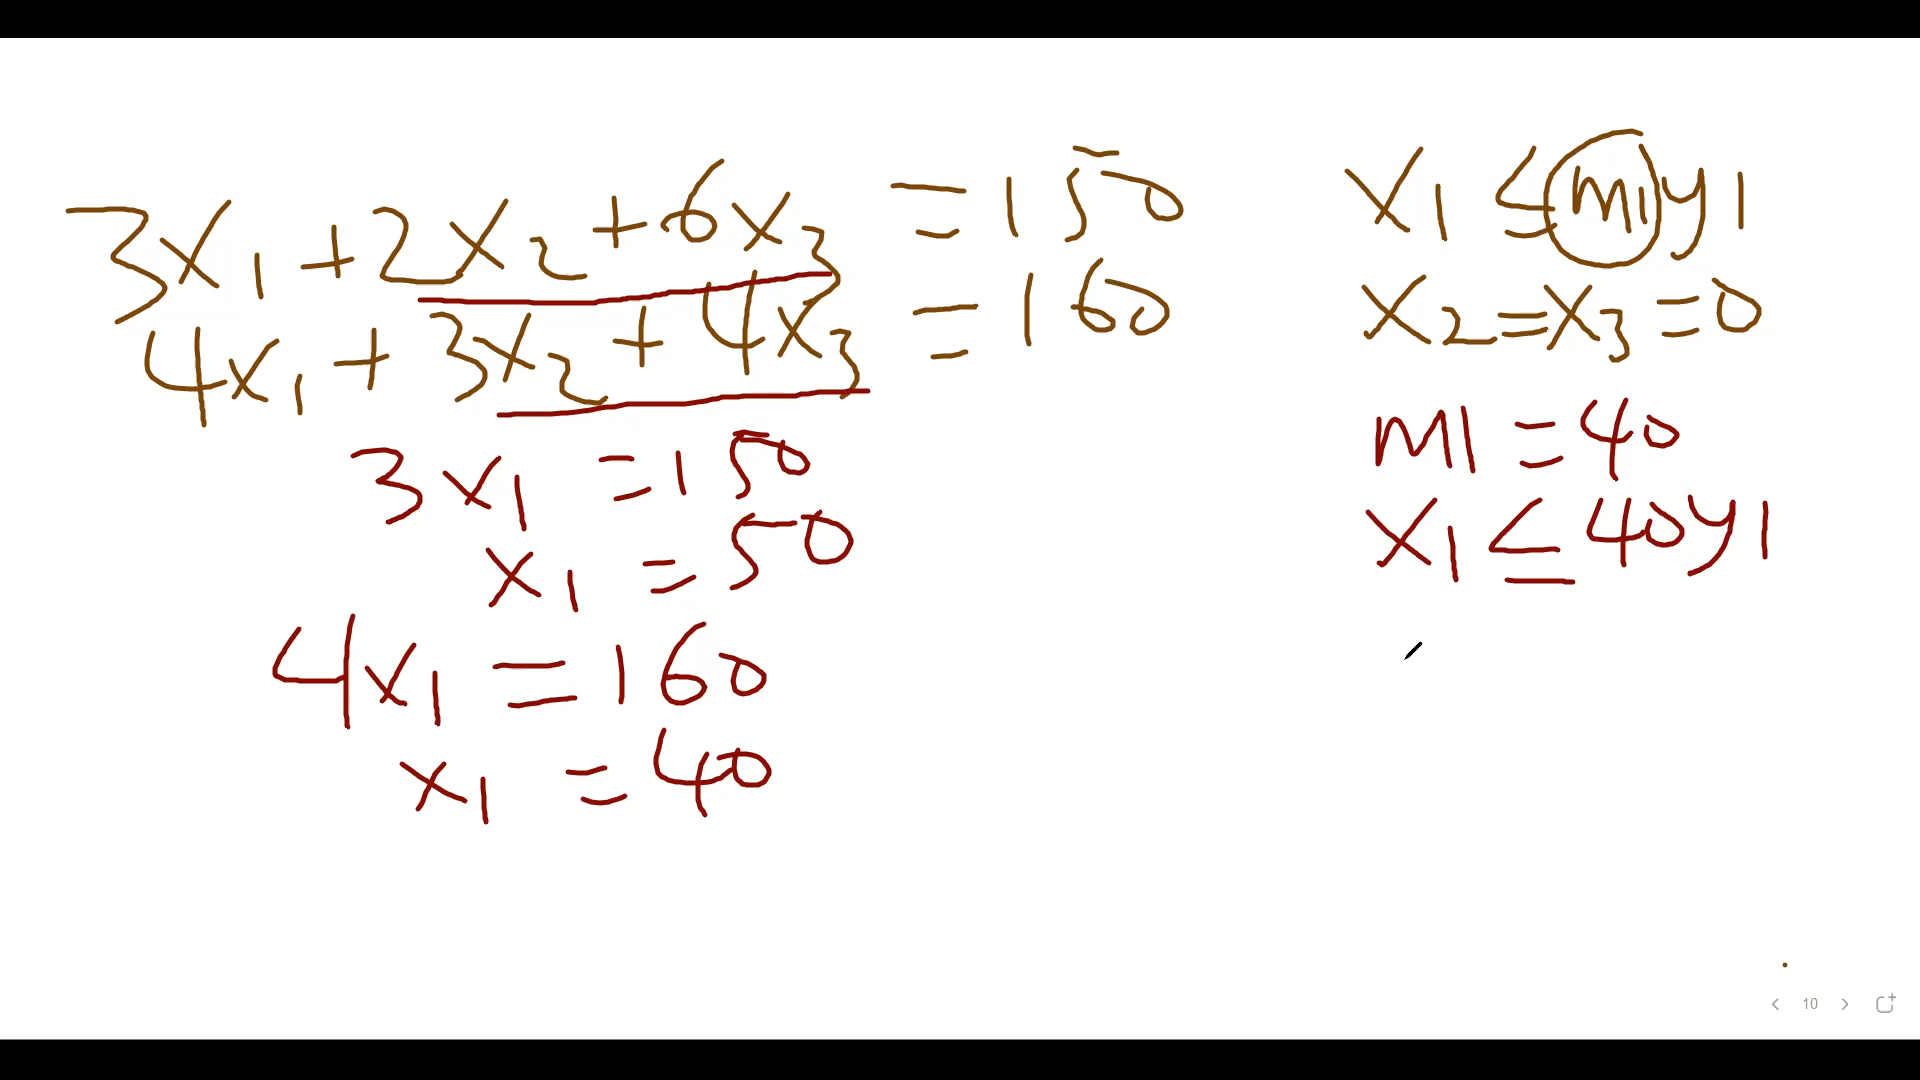 3x1 + 2x2 + 6x3 = 150
4x1 + 3x2 + 4x3 = 160
3x1 = 150
x1 = 50
4x1 = 160
x1 = 40
x1 ≤ M1y1
x2 = x3 = 0
M1 = 40
x1 ≤ 40y1
10